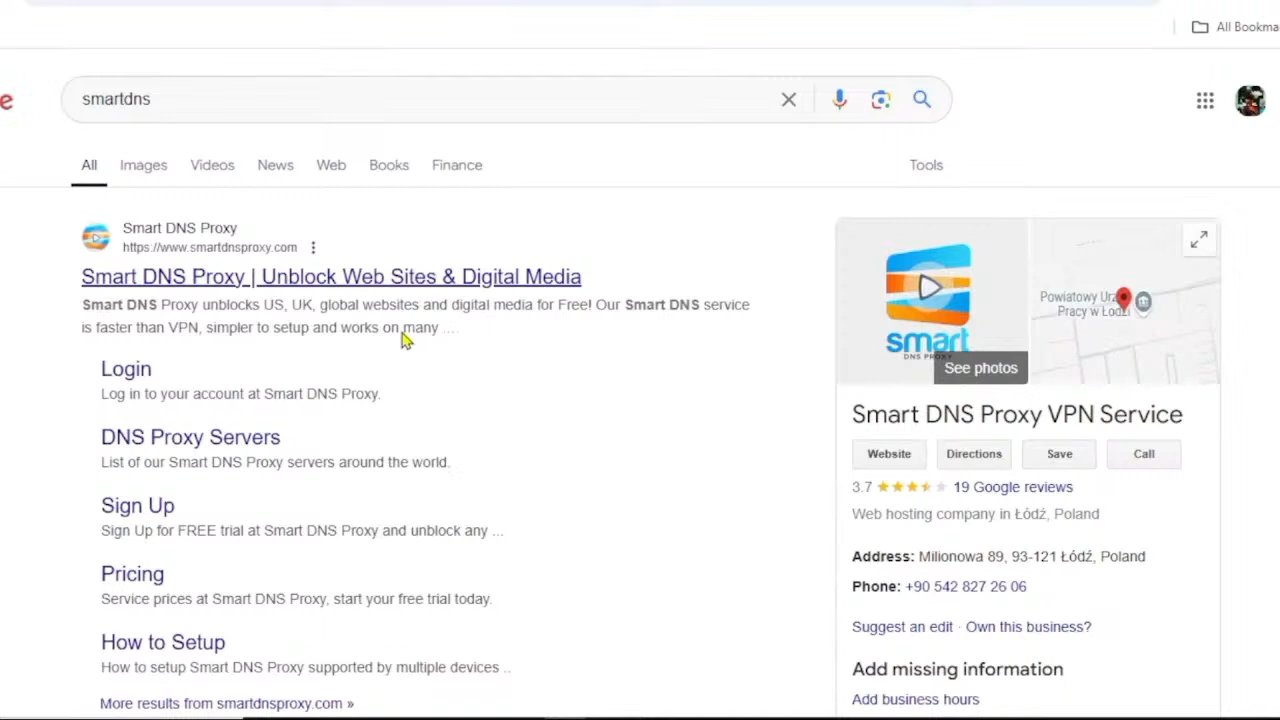 All Bookma
e
smartdns
All Images Videos News Web Books Finance Tools
Smart DNS Proxy
https://www.smartdnsproxy.com
Smart DNS Proxy | Unblock Web Sites & Digital Media
Smart DNS Proxy unblocks US, UK, global websites and digital media for Free! Our Smart DNS service
is faster than VPN, simpler to setup and works on many ...
Login
Log in to your account at Smart DNS Proxy.
DNS Proxy Servers
List of our Smart DNS Proxy servers around the world.
Sign Up
Sign Up for FREE trial at Smart DNS Proxy and unblock any ...
Pricing
Service prices at Smart DNS Proxy, start your free trial today.
How to Setup
How to setup Smart DNS Proxy supported by multiple devices ..
More results from smartdnsproxy.com »
smart
DNS PROXY
See photos
Powiatowy Urz
Pracy w Łodzi
Smart DNS Proxy VPN Service
Website Directions Save Call
3.7 19 Google reviews
Web hosting company in Łódź, Poland
Address: Milionowa 89, 93-121 Łódź, Poland
Phone: +90 542 827 26 06
Suggest an edit · Own this business?
Add missing information
Add business hours